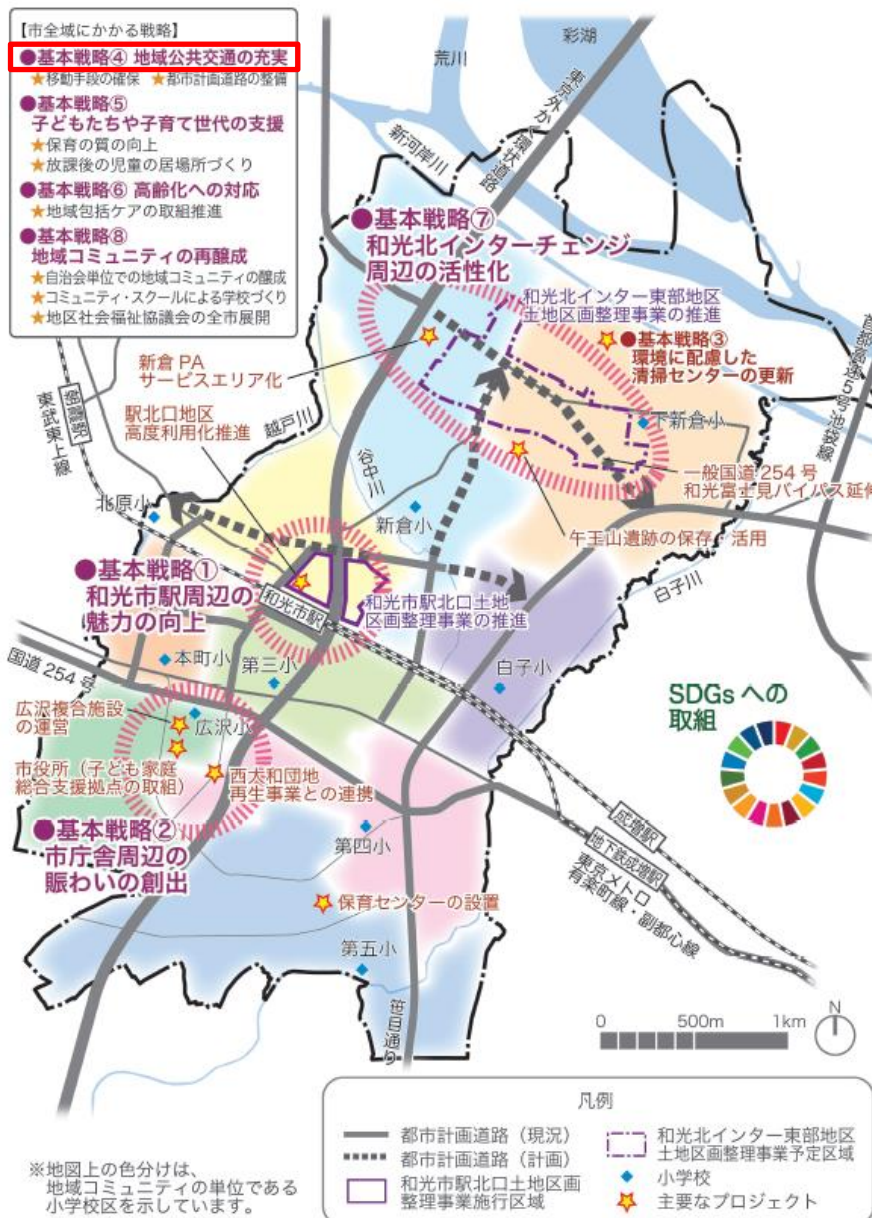 【市全域にかかる戦略】
●基本戦略④ 地域公共交通の充実
★移動手段の確保 ★都市計画道路の整備
●基本戦略⑤
子どもたちや子育て世代の支援
★保育の質の向上
★放課後の児童の居場所づくり
●基本戦略⑥ 高齢化への対応
★地域包括ケアの取組推進
●基本戦略⑧
地域コミュニティの再醸成
★自治会単位での地域コミュニティの醸成
★コミュニティ・スクールによる学校づくり
★地区社会福祉協議会の全市展開
荒川
彩湖
東京外かく環状道路
新河岸川
●基本戦略⑦
和光北インターチェンジ
周辺の活性化
和光北インター東部地区
土地区画整理事業の推進
●基本戦略③
環境に配慮した
清掃センターの更新
首都高速5号池袋線
新倉PA
サービスエリア化
朝霞駅
東武東上線
越戸川
駅北口地区
高度利用化推進
谷中川
下新倉小
一般国道254号
和光富士見バイパス延伸
北原小
新倉小
午王山遺跡の保存・活用
白子川
●基本戦略①
和光市駅周辺の
魅力の向上
和光市駅
和光市駅北口土地
区画整理事業の推進
国道254号
本町小
第三小
白子小
SDGsへの
取組
広沢複合施設
の運営
広沢小
市役所（子ども家庭
総合支援拠点の取組）
西大和団地
再生事業との連携
●基本戦略②
市庁舎周辺の
賑わいの創出
第四小
成増駅
地下鉄成増駅
東京メトロ
有楽町線・副都心線
保育センターの設置
第五小
笹目通り
0 500m 1km
N
凡例
都市計画道路（現況）
都市計画道路（計画）
和光市駅北口土地区画
整理事業施行区域
和光北インター東部地区
土地区画整理事業予定区域
小学校
主要なプロジェクト
※地図上の色分けは、
地域コミュニティの単位である
小学校区を示しています。